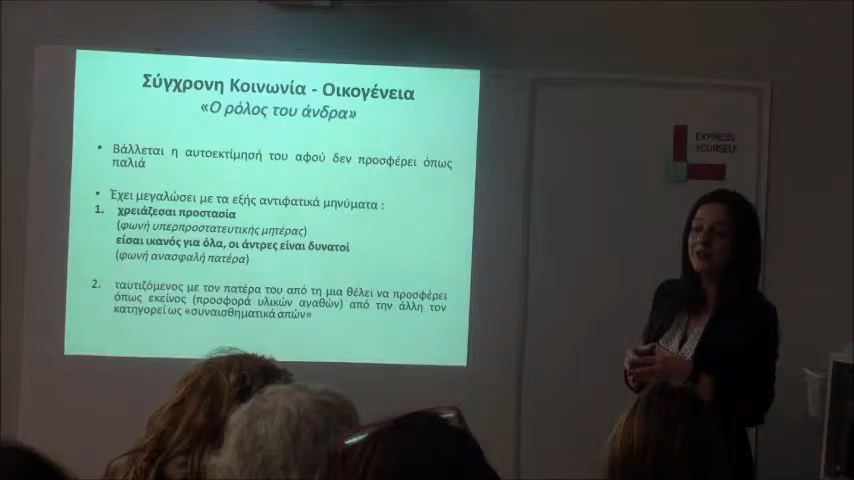 Σύγχρονη Κοινωνία - Οικογένεια
«Ο ρόλος του άνδρα»
• Βάλλεται η αυτοεκτίμησή του αφού δεν προσφέρει όπως
παλιά
• Έχει μεγαλώσει με τα εξής αντιφατικά μηνύματα :
1. χρειάζεσαι προστασία
(φωνή υπερπροστατευτικής μητέρας)
είσαι ικανός για όλα, οι άντρες είναι δυνατοί
(φωνή ανασφαλή πατέρα)
2. ταυτιζόμενος με τον πατέρα του από τη μια θέλει να προσφέρει
όπως εκείνος (προσφορά υλικών αγαθών) από την άλλη τον
κατηγορεί ως «συναισθηματικά απών»
EXPRESS
YOURSELF